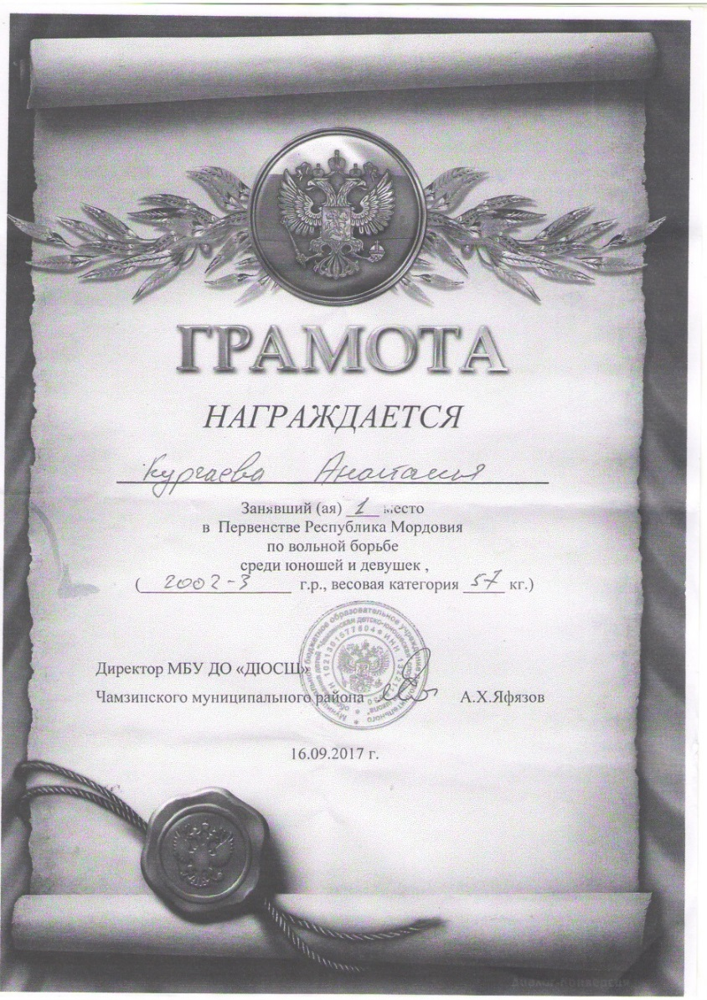 ГРАМОТА
НАГРАЖДАЕТСЯ
Кургаева Анастасия
Занявший (ая) 1 место
в Первенстве Республика Мордовия
по вольной борьбе
среди юношей и девушек ,
( 2002-3 г.р., весовая категория 57 кг.)
Директор МБУ ДО «ДЮСШ»
Чамзинского муниципального района А.Х.Яфязов
16.09.2017 г.